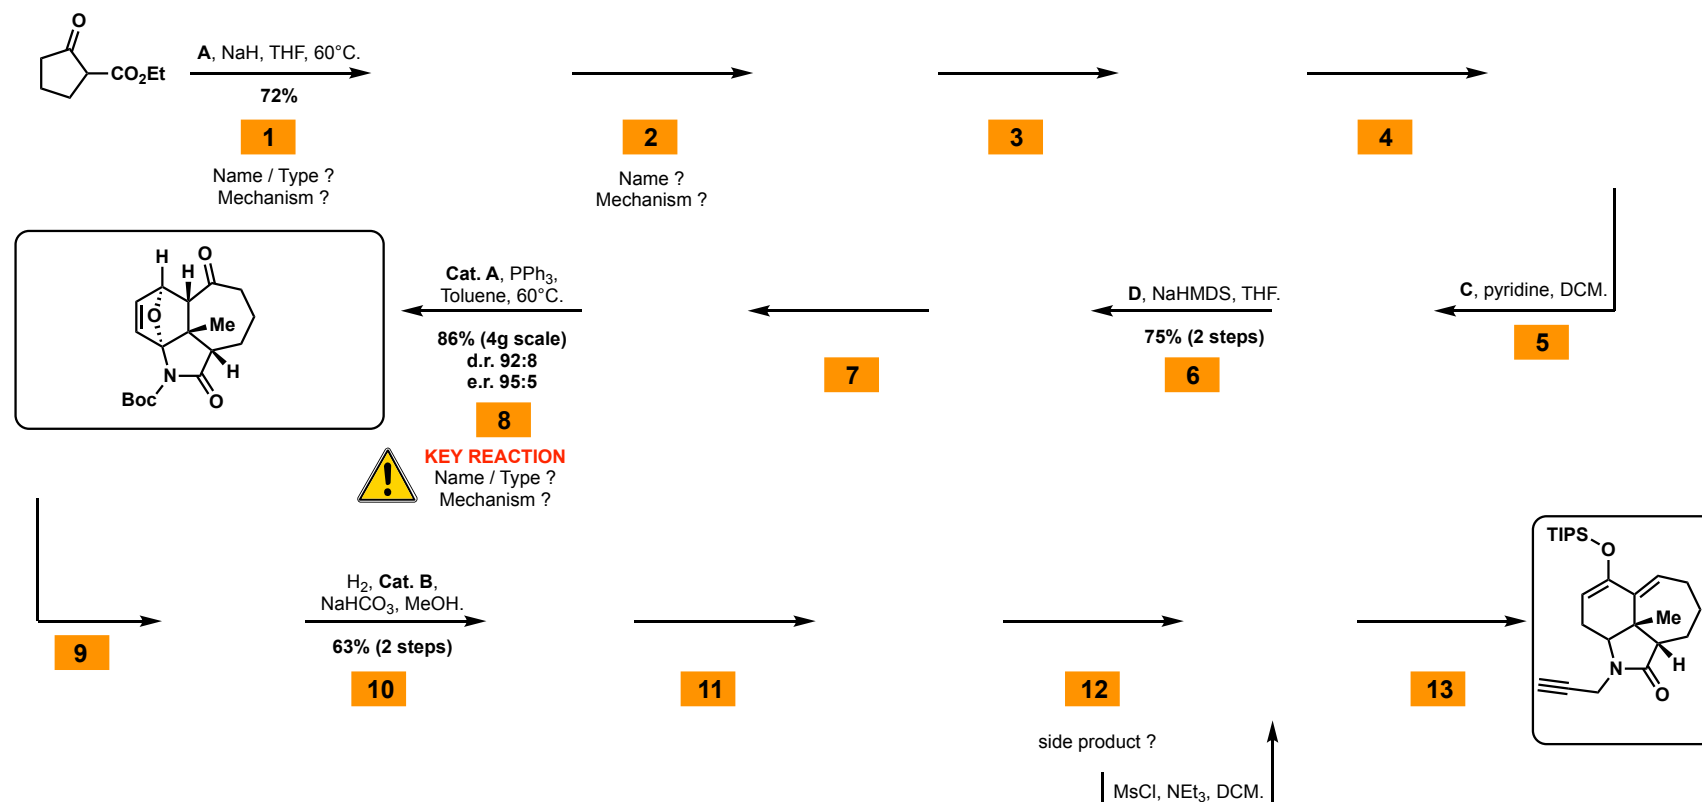 O
CO2Et
A, NaH, THF, 60°C.
72%
1
Name / Type ?
Mechanism ?
2
Name ?
Mechanism ?
3
4
C, pyridine, DCM.
5
D, NaHMDS, THF.
75% (2 steps)
6
7
Cat. A, PPh3,
Toluene, 60°C.
86% (4g scale)
d.r. 92:8
e.r. 95:5
8
KEY REACTION
Name / Type ?
Mechanism ?
H
H
O
O
Me
H
N
O
Boc
9
H2, Cat. B,
NaHCO3, MeOH.
63% (2 steps)
10
11
12
side product ?
MsCl, NEt3, DCM.
13
TIPS
O
Me
H
N
O